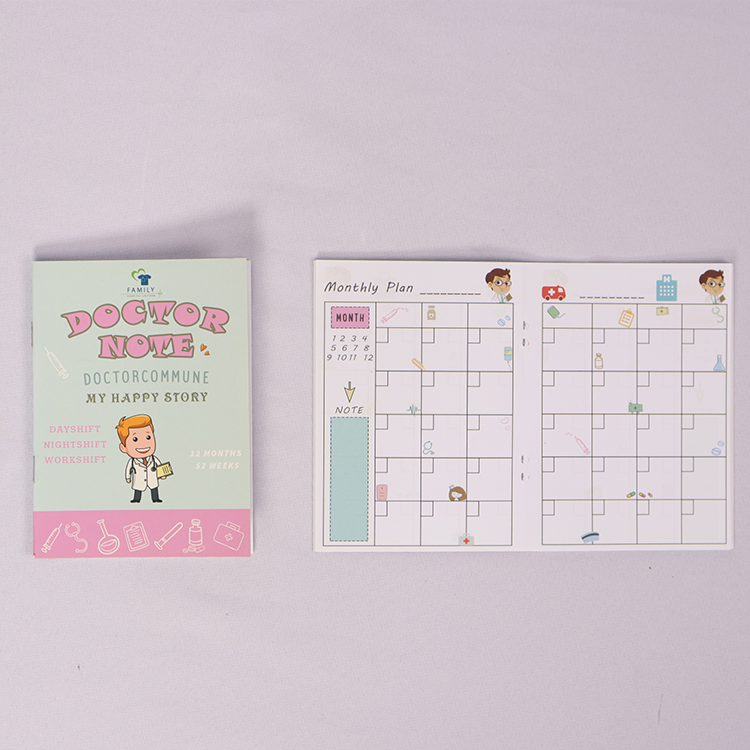 FAMILY
DOCTOR
NOTE
DOCTORCOMMUNE
MY HAPPY STORY
DAYSHIFT
NIGHTSHIFT
WORKSHIFT
12 MONTHS
52 WEEKS
Monthly Plan
MONTH
1 2 3 4
5 6 7 8
9 10 11 12
NOTE